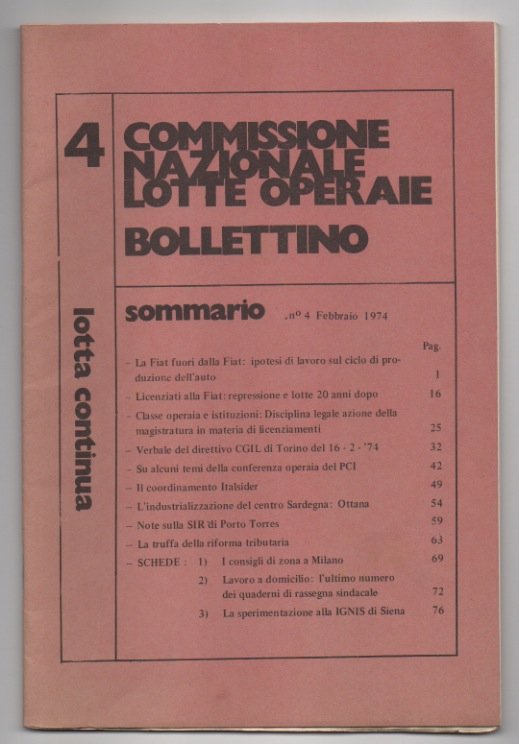 4
COMMISSIONE
NAZIONALE
LOTTE OPERAIE
BOLLETTINO
lotta continua
sommario .nº 4 Febbraio 1974
Pag.
- La Fiat fuori dalla Fiat: ipotesi di lavoro sul ciclo di pro-
duzione dell'auto 1
- Licenziati alla Fiat: repressione e lotte 20 anni dopo 16
- Classe operaia e istituzioni: Disciplina legale azione della
magistratura in materia di licenziamenti 25
- Verbale del direttivo CGIL di Torino del 16 - 2 - '74 32
- Su alcuni temi della conferenza operaia del PCI 42
- Il coordinamento Italsider 49
- L'industrializzazione del centro Sardegna: Ottana 54
- Note sulla SIR di Porto Torres 59
- La truffa della riforma tributaria 63
- SCHEDE : 1) I consigli di zona a Milano 69
2) Lavoro a domicilio: l'ultimo numero
dei quaderni di rassegna sindacale 72
3) La sperimentazione alla IGNIS di Siena 76